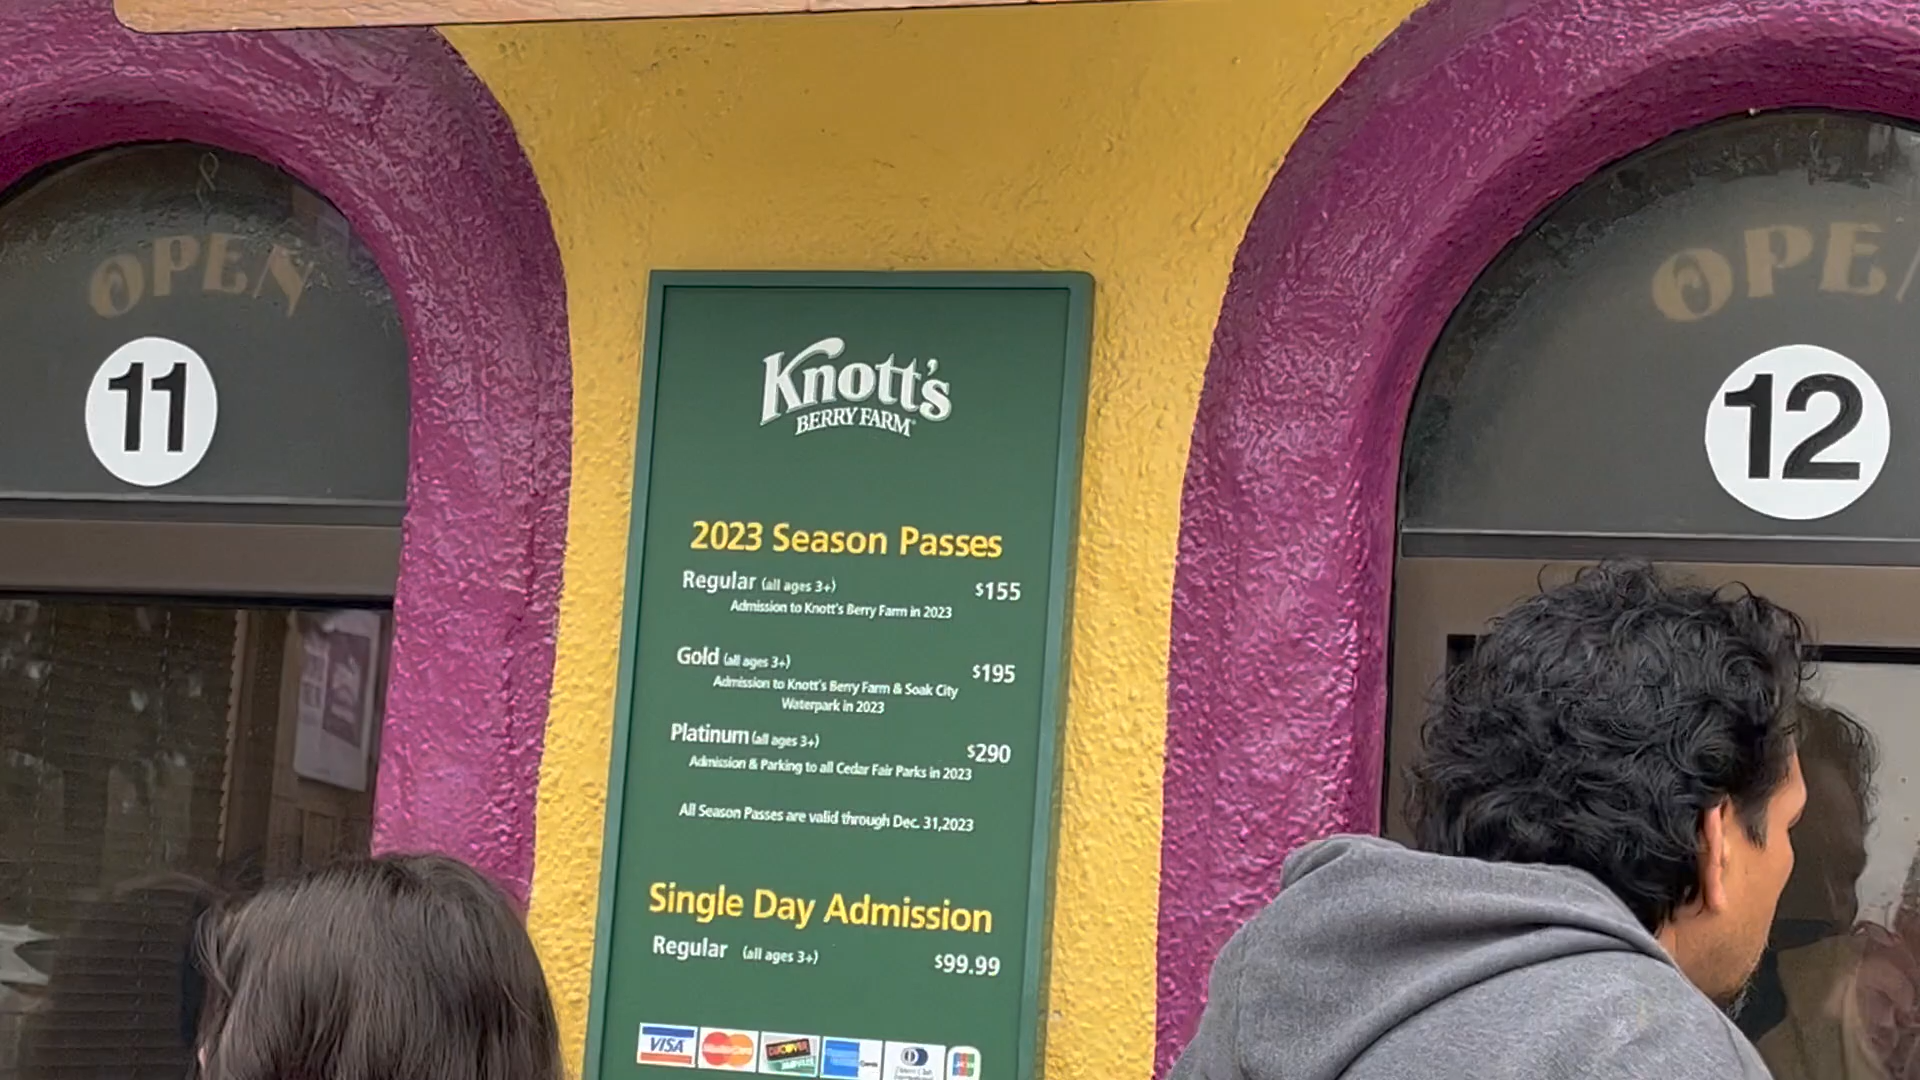 OPEN
11
OPE
12
Knott's
BERRY FARM
2023 Season Passes
Regular (all ages 3+) $155
Admission to Knott's Berry Farm in 2023
Gold (all ages 3+) $195
Admission to Knott's Berry Farm & Soak City
Waterpark in 2023
Platinum (all ages 3+) $290
Admission & Parking to all Cedar Fair Parks in 2023
All Season Passes are valid through Dec. 31,2023
Single Day Admission
Regular (all ages 3+) $99.99
VISA MasterCard DISCOVER